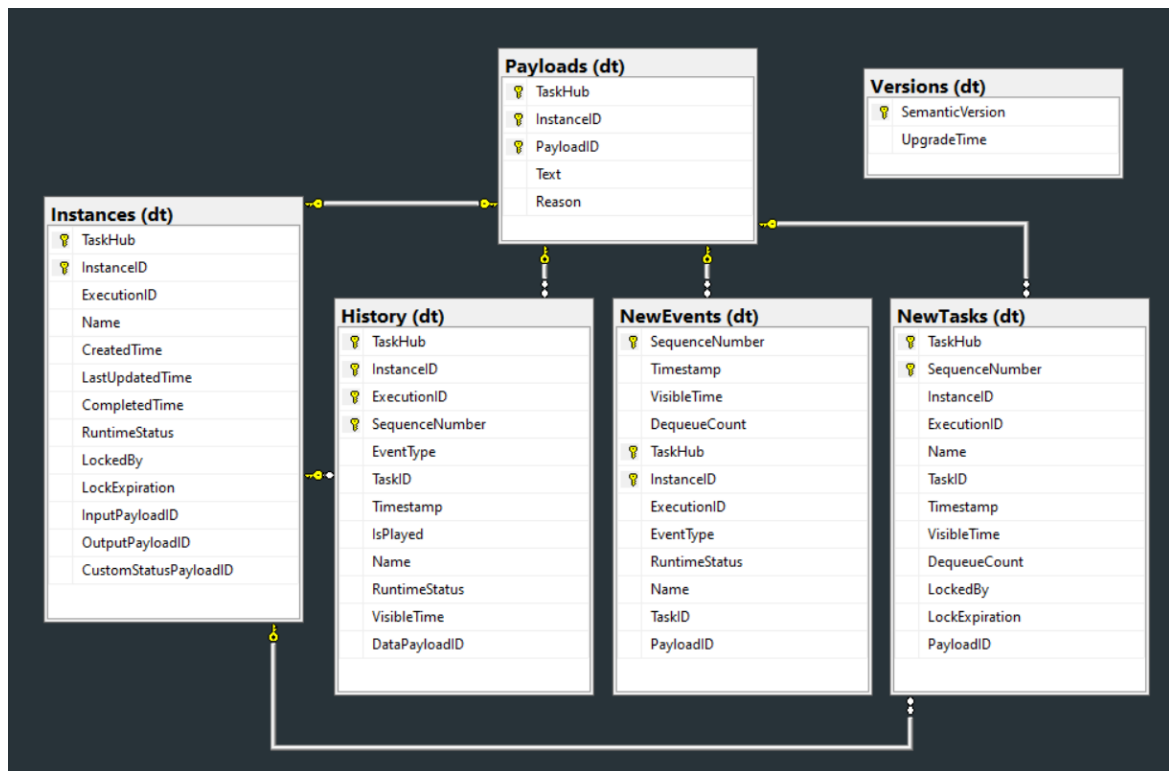 Payloads (dt)
TaskHub
InstanceID
PayloadID
Text
Reason
Versions (dt)
SemanticVersion
UpgradeTime
Instances (dt)
TaskHub
InstanceID
ExecutionID
Name
CreatedTime
LastUpdatedTime
CompletedTime
RuntimeStatus
LockedBy
LockExpiration
InputPayloadID
OutputPayloadID
CustomStatusPayloadID
History (dt)
TaskHub
InstanceID
ExecutionID
SequenceNumber
EventType
TaskID
Timestamp
IsPlayed
Name
RuntimeStatus
VisibleTime
DataPayloadID
NewEvents (dt)
SequenceNumber
Timestamp
VisibleTime
DequeueCount
TaskHub
InstanceID
ExecutionID
EventType
RuntimeStatus
Name
TaskID
PayloadID
NewTasks (dt)
TaskHub
SequenceNumber
InstanceID
ExecutionID
Name
TaskID
Timestamp
VisibleTime
DequeueCount
LockedBy
LockExpiration
PayloadID